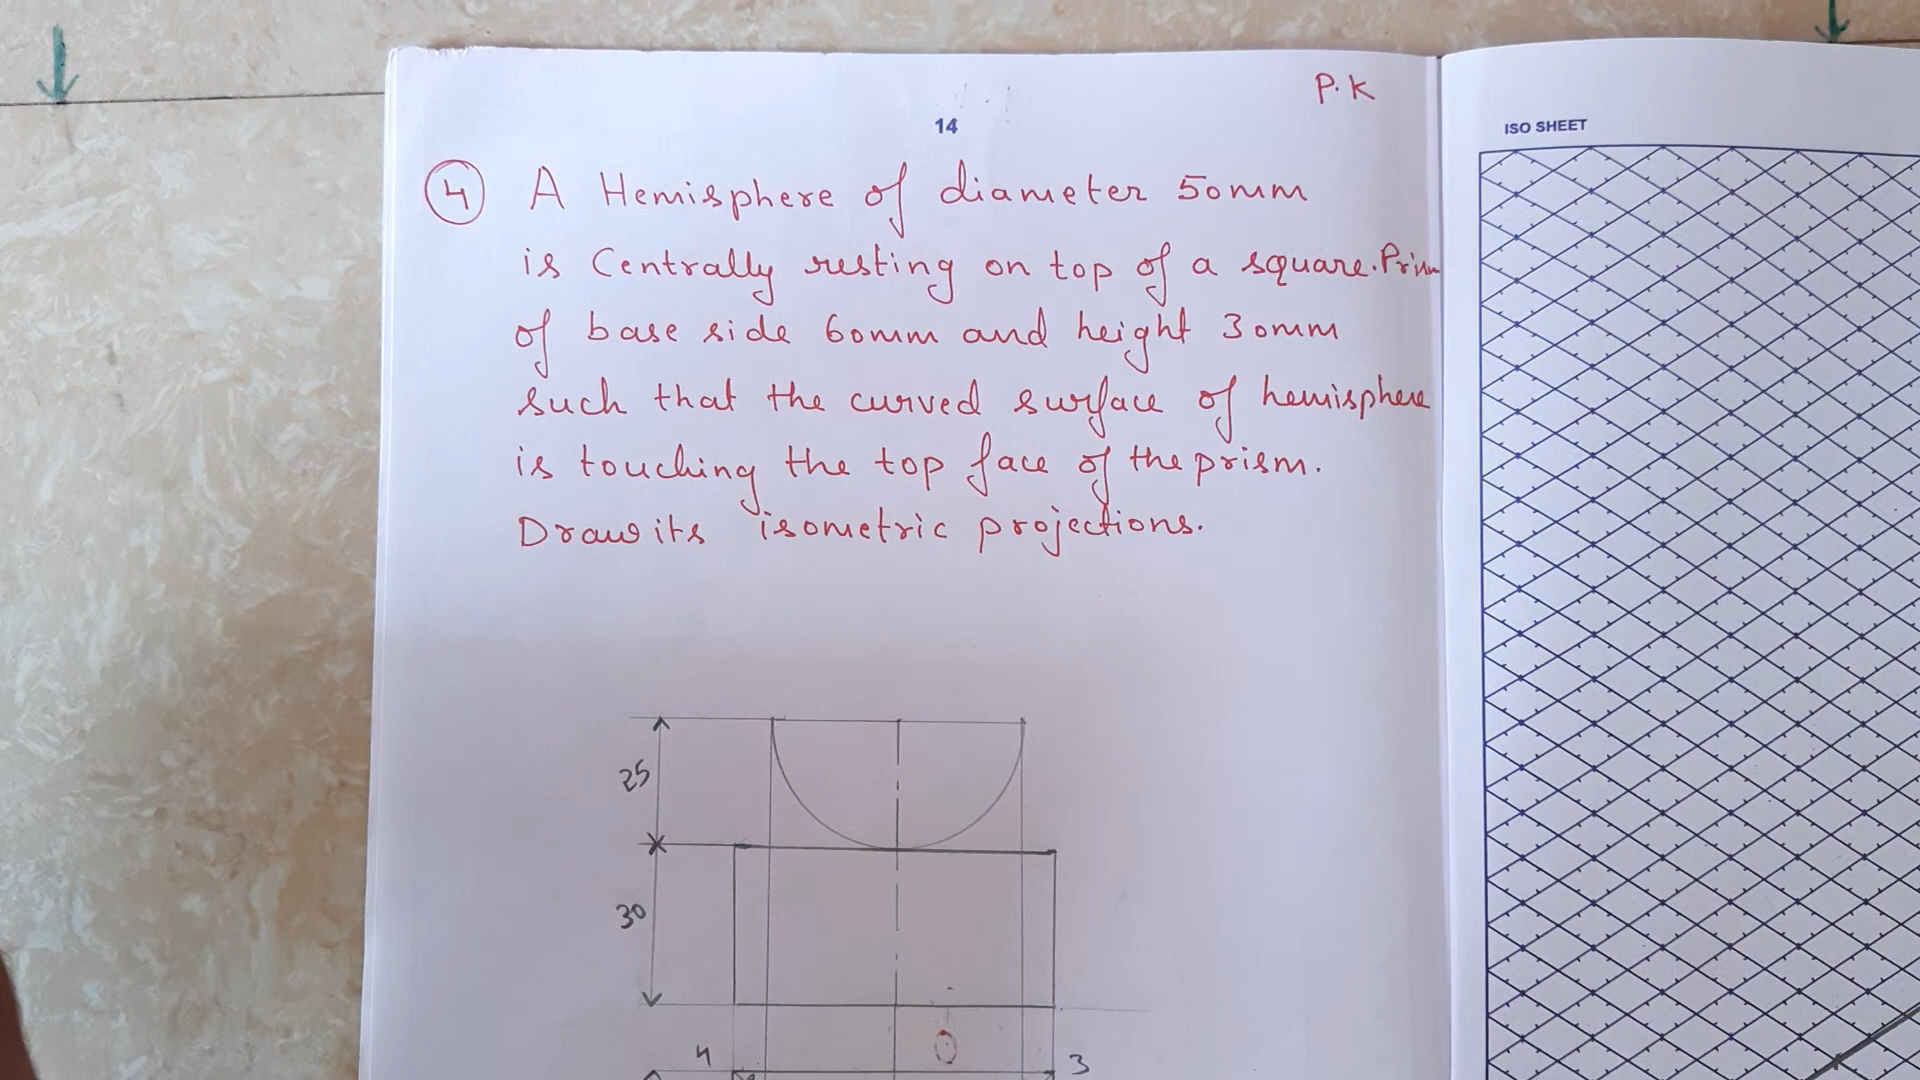 P.K
14
ISO SHEET
4 A Hemisphere of diameter 50mm
is Centrally resting on top of a square.Prism
of base side 60mm and height 30mm
such that the curved surface of hemisphere
is touching the top face of the prism.
Draw its isometric projections.
25
30
4
3